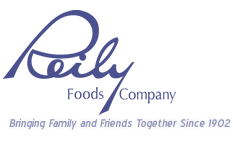 Reily
Foods Company
Bringing Family and Friends Together Since 1902